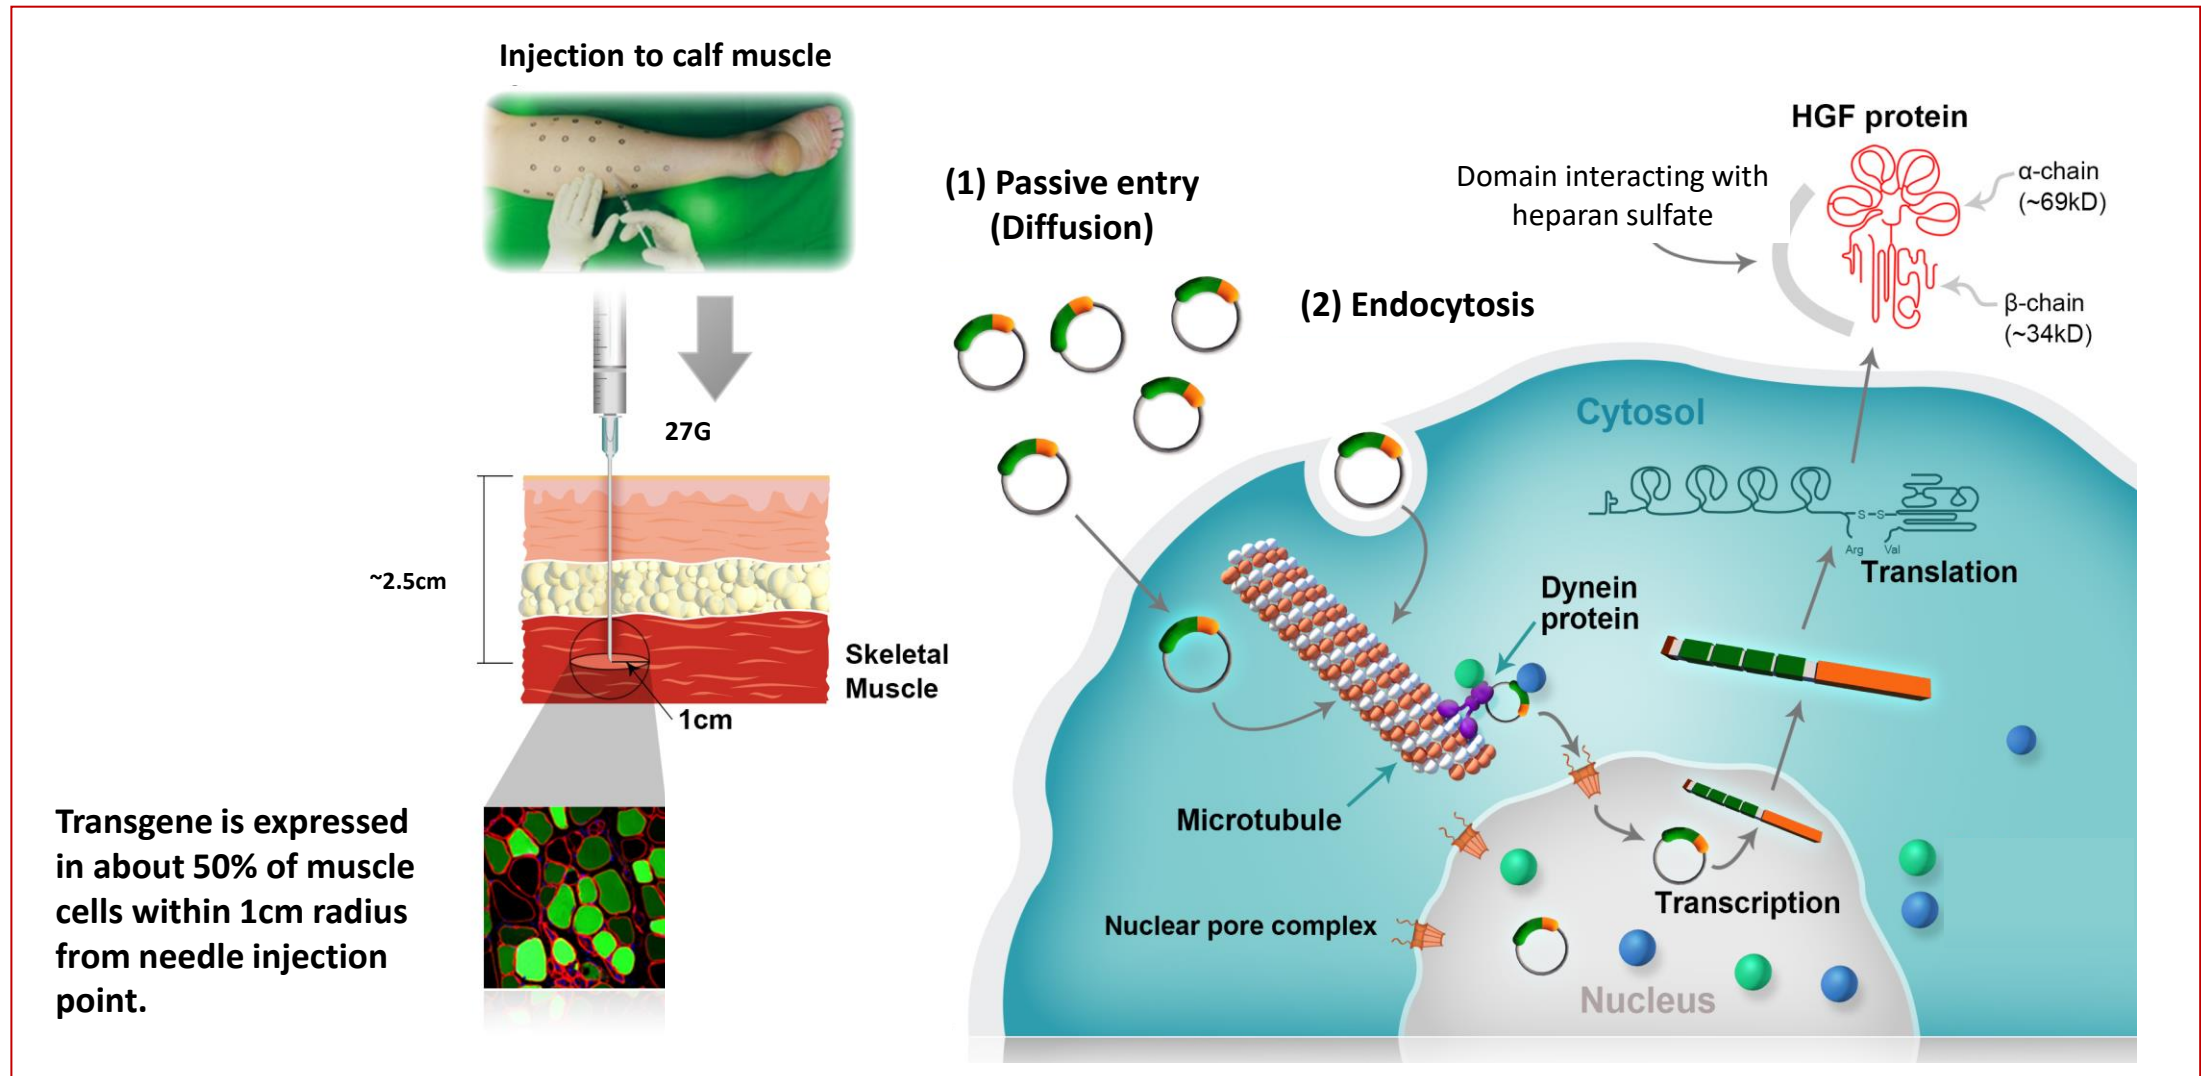 Injection to calf muscle
27G
~2.5cm
Skeletal
Muscle
1cm
Transgene is expressed
in about 50% of muscle
cells within 1cm radius
from needle injection
point.
(1) Passive entry
(Diffusion)
(2) Endocytosis
HGF protein
Domain interacting with
heparan sulfate
α-chain
(~69kD)
β-chain
(~34kD)
Cytosol
S-S
Arg Val
Translation
Dynein
protein
Microtubule
Nuclear pore complex
Transcription
Nucleus